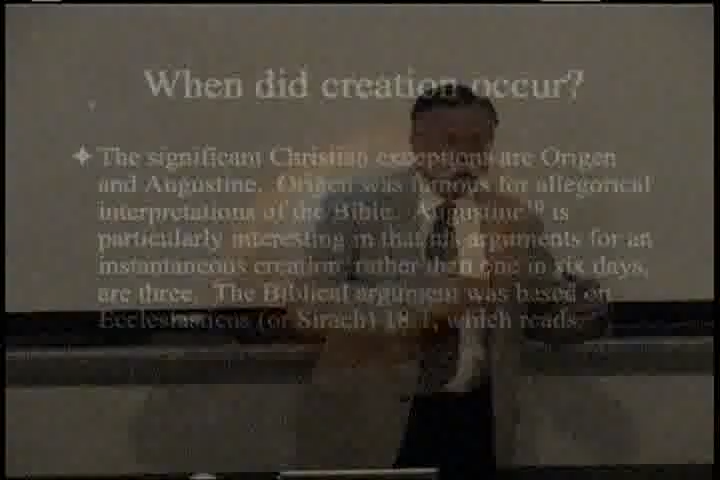 When did creation occur?
The significant Christian exceptions are Origen
and Augustine. Origen was famous for allegorical
interpretations of the Bible. Augustine is
particularly interesting in that his arguments for an
instantaneous creation, rather than one in six days,
are three. The Biblical argument was based on
Ecclesiasticus (or Sirach) 18:1, which reads,